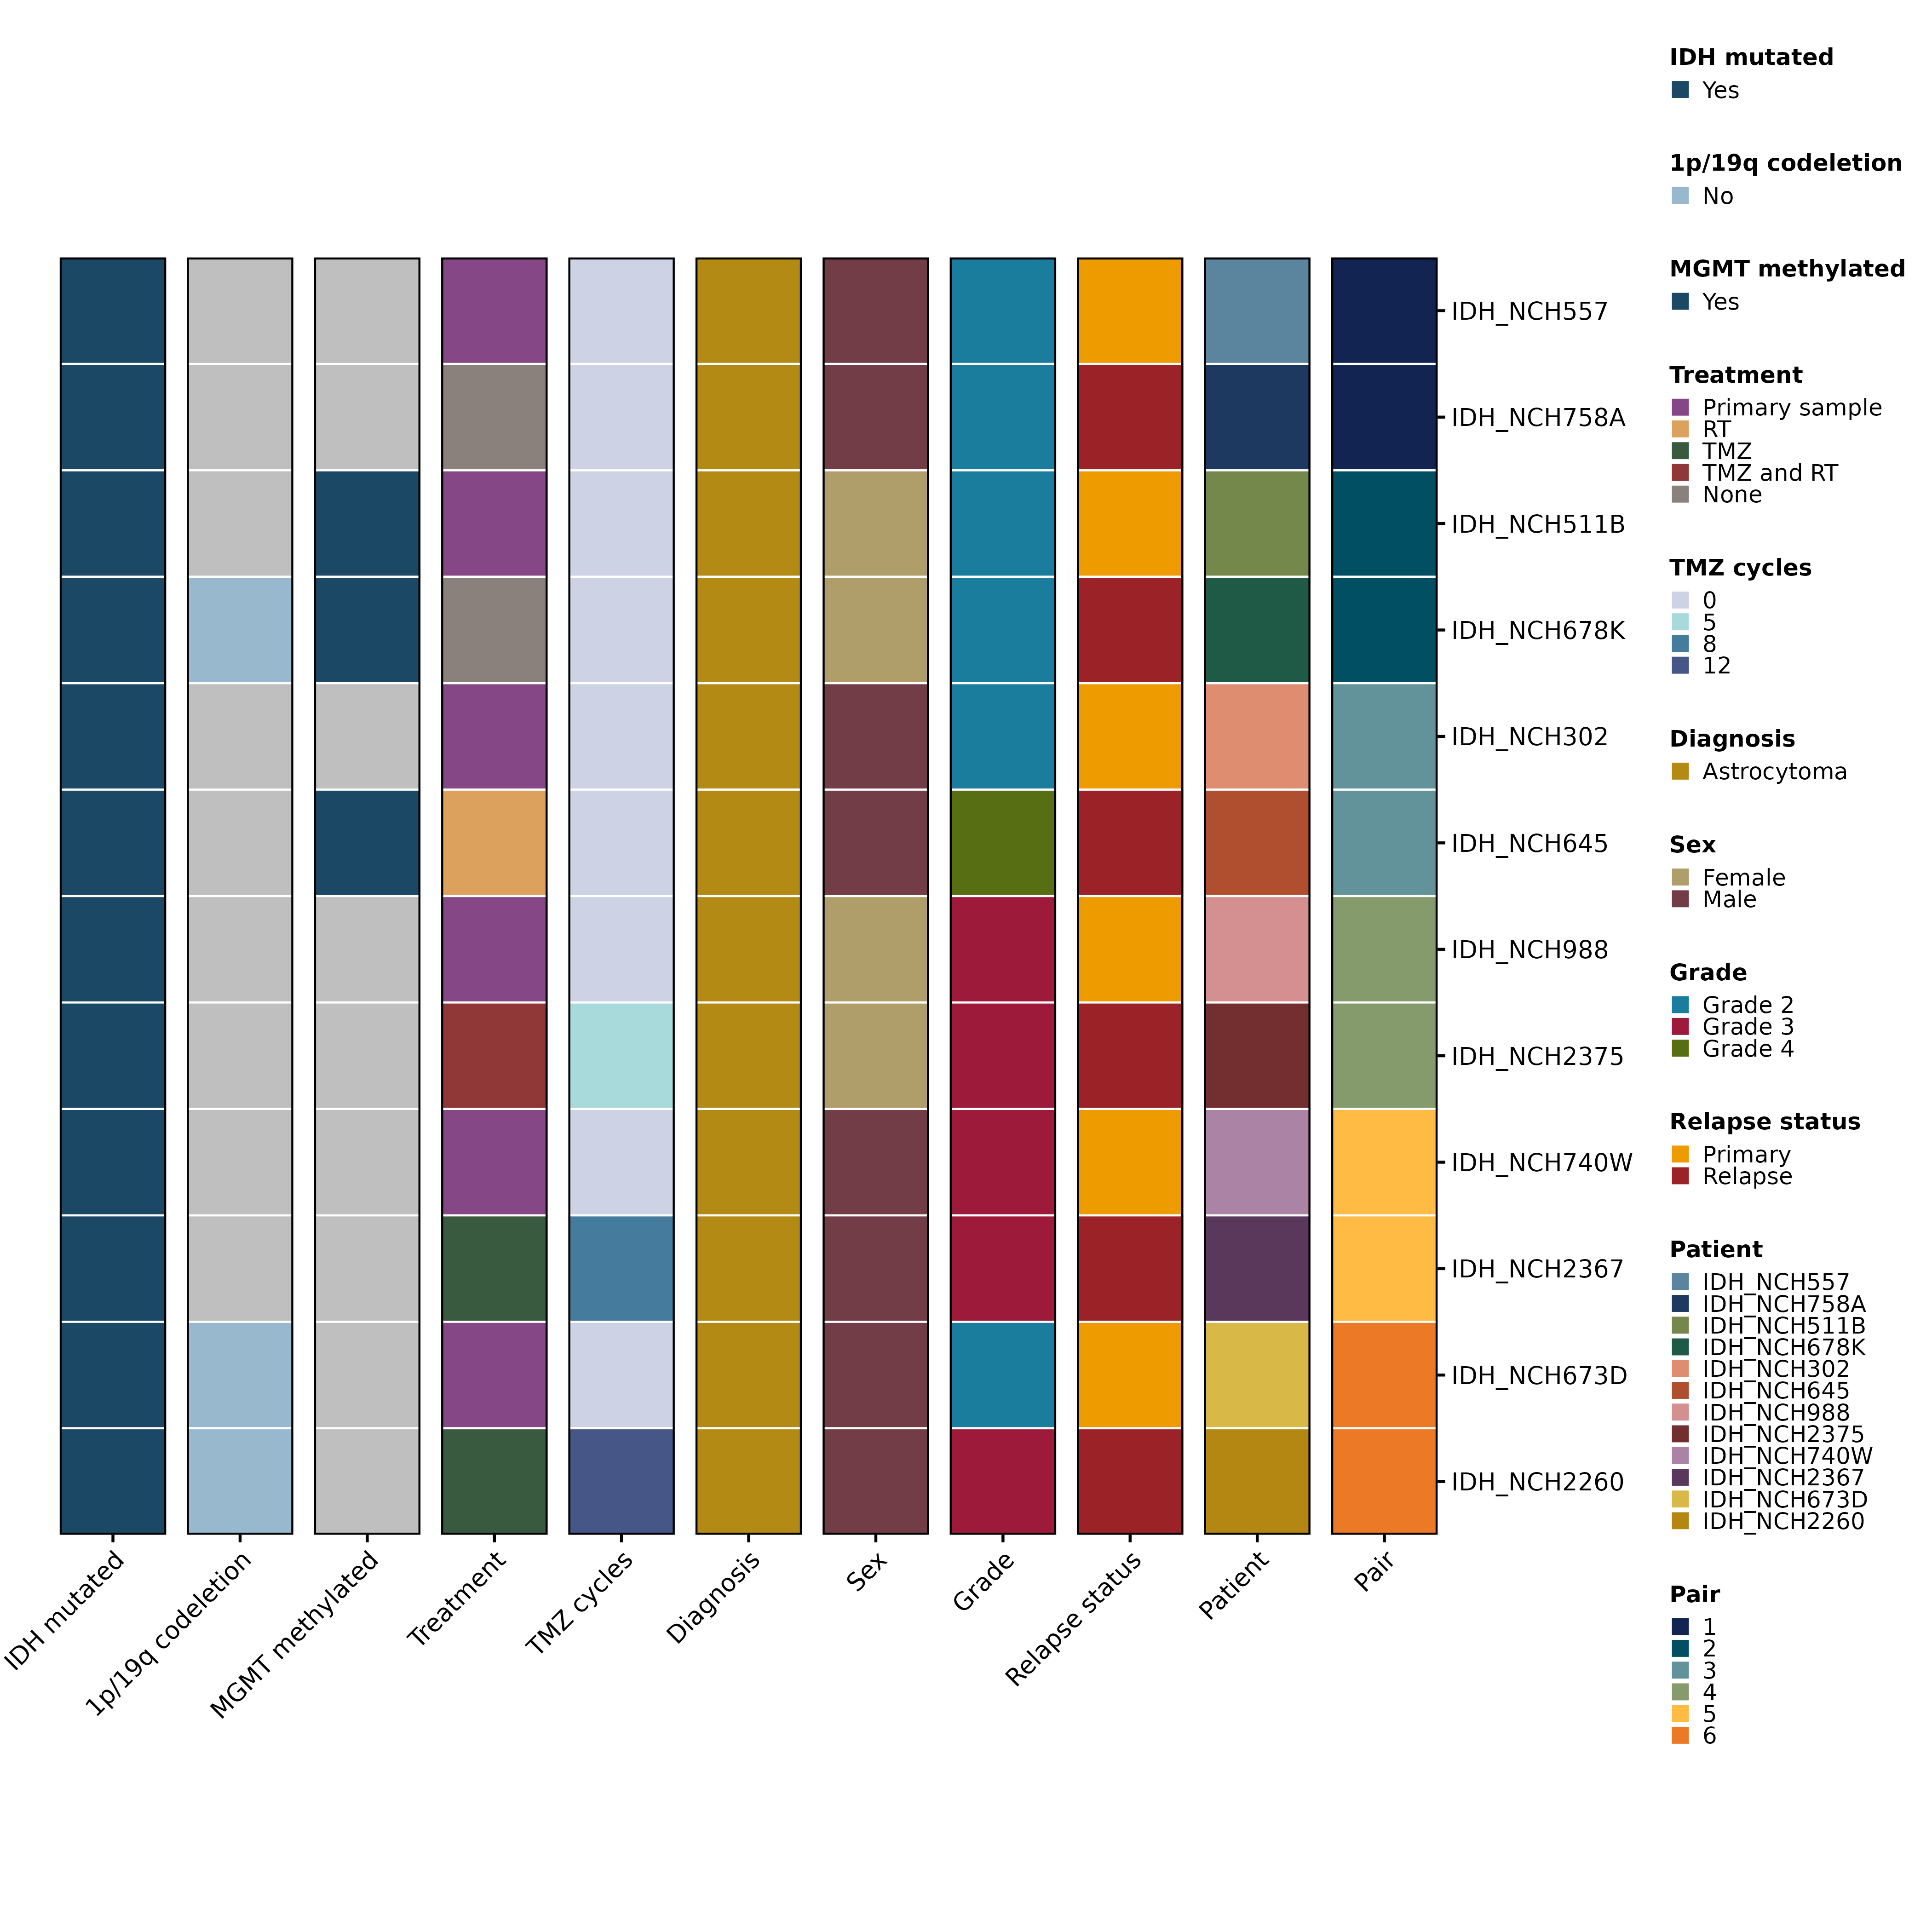 IDH mutated
Yes
1p/19q codeletion
No
MGMT methylated
Yes
Treatment
Primary sample
RT
TMZ
TMZ and RT
None
TMZ cycles
0
5
8
12
Diagnosis
Astrocytoma
Sex
Female
Male
Grade
Grade 2
Grade 3
Grade 4
Relapse status
Primary
Relapse
Patient
IDH_NCH557
IDH_NCH758A
IDH_NCH511B
IDH_NCH678K
IDH_NCH302
IDH_NCH645
IDH_NCH988
IDH_NCH2375
IDH_NCH740W
IDH_NCH2367
IDH_NCH673D
IDH_NCH2260
Pair
1
2
3
4
5
6
IDH_NCH557
IDH_NCH758A
IDH_NCH511B
IDH_NCH678K
IDH_NCH302
IDH_NCH645
IDH_NCH988
IDH_NCH2375
IDH_NCH740W
IDH_NCH2367
IDH_NCH673D
IDH_NCH2260
IDH mutated
1p/19q codeletion
MGMT methylated
Treatment
TMZ cycles
Diagnosis
Sex
Grade
Relapse status
Patient
Pair